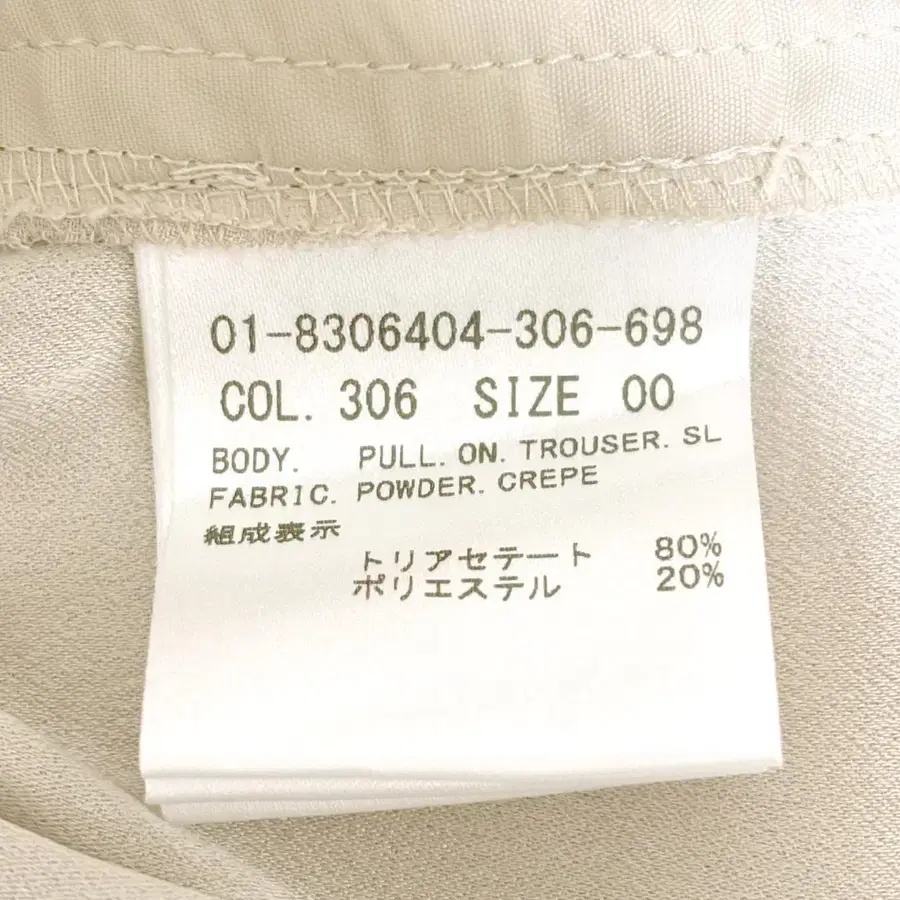 01-8306404-306-698
COL. 306 SIZE 00
BODY. PULL. ON. TROUSER. SL
FABRIC. POWDER. CREPE
組成表示
トリアセテート 80%
ポリエステル 20%